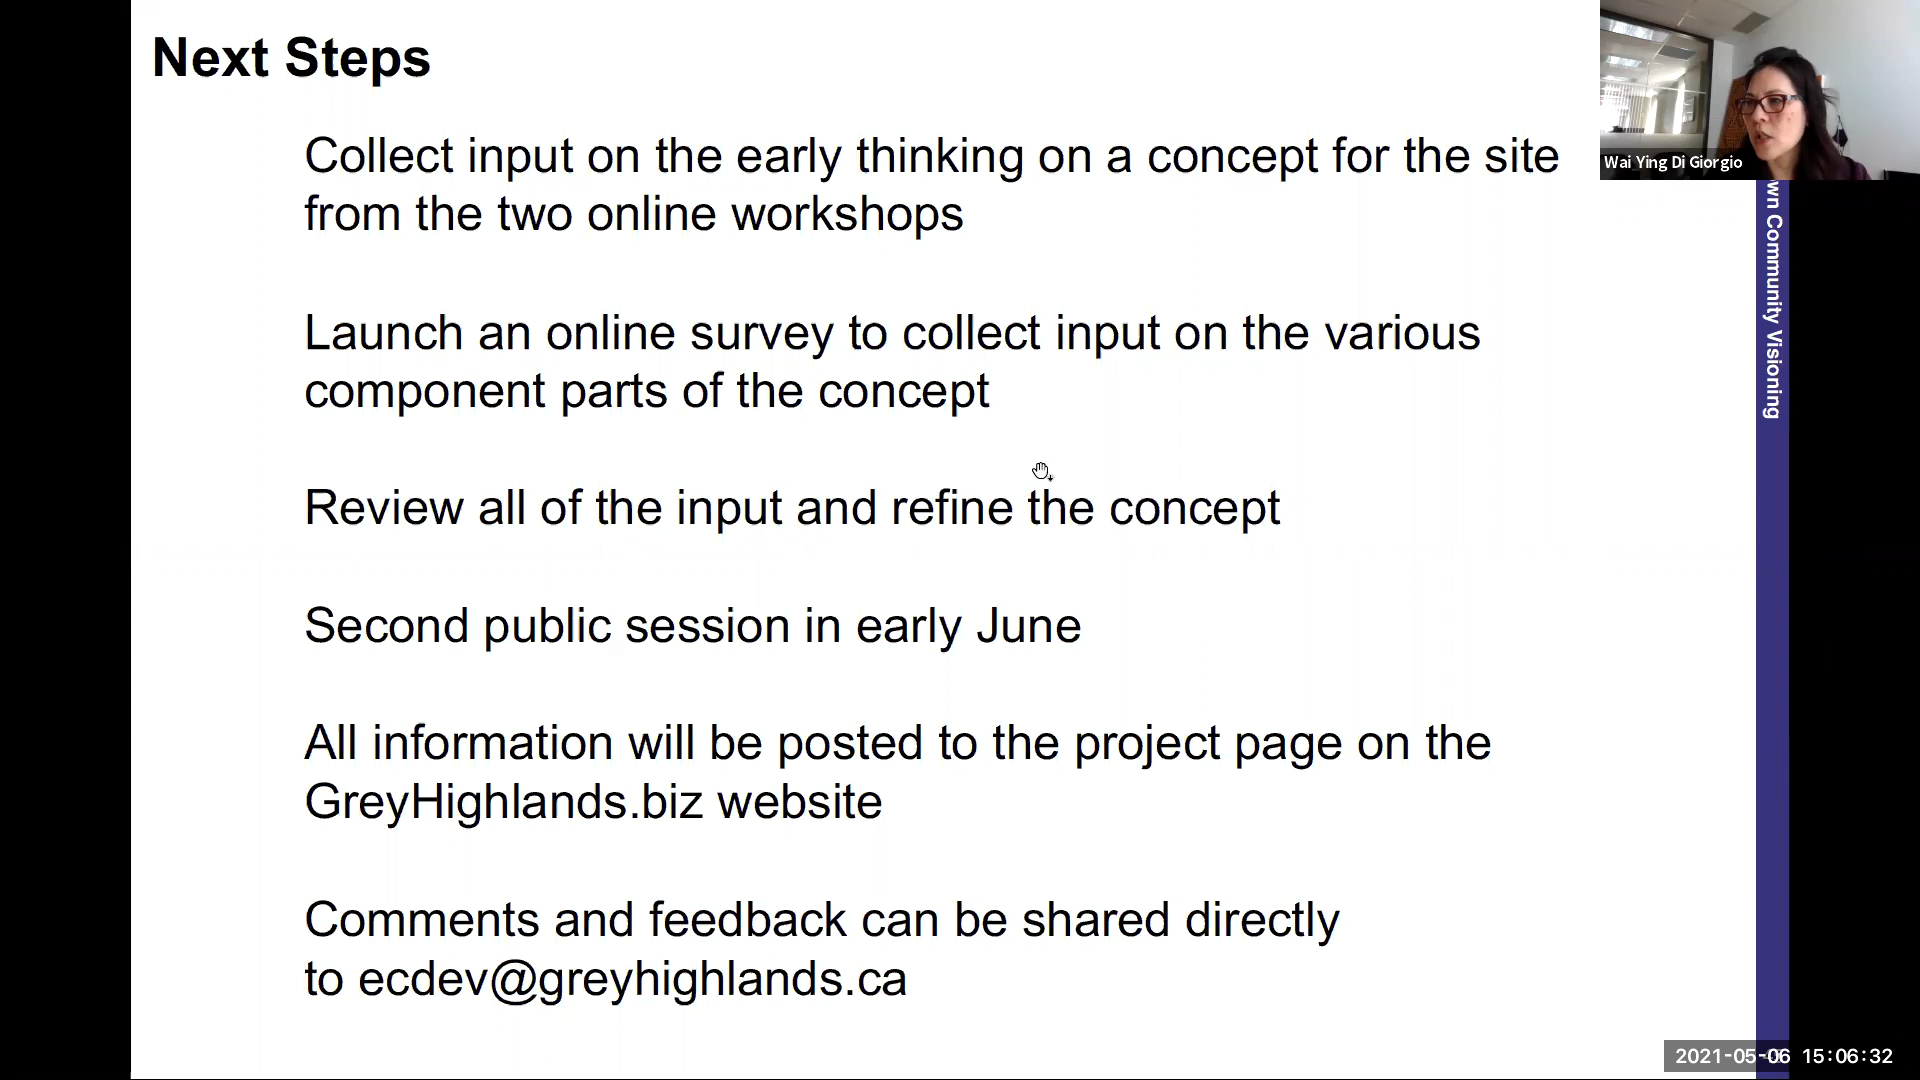 Next Steps
Collect input on the early thinking on a concept for the site
from the two online workshops
Launch an online survey to collect input on the various
component parts of the concept
Review all of the input and refine the concept
Second public session in early June
All information will be posted to the project page on the
GreyHighlands.biz website
Comments and feedback can be shared directly
to ecdev@greyhighlands.ca
Wai Ying Di Giorgio
Community Visioning
2021-05-06 15:06:32